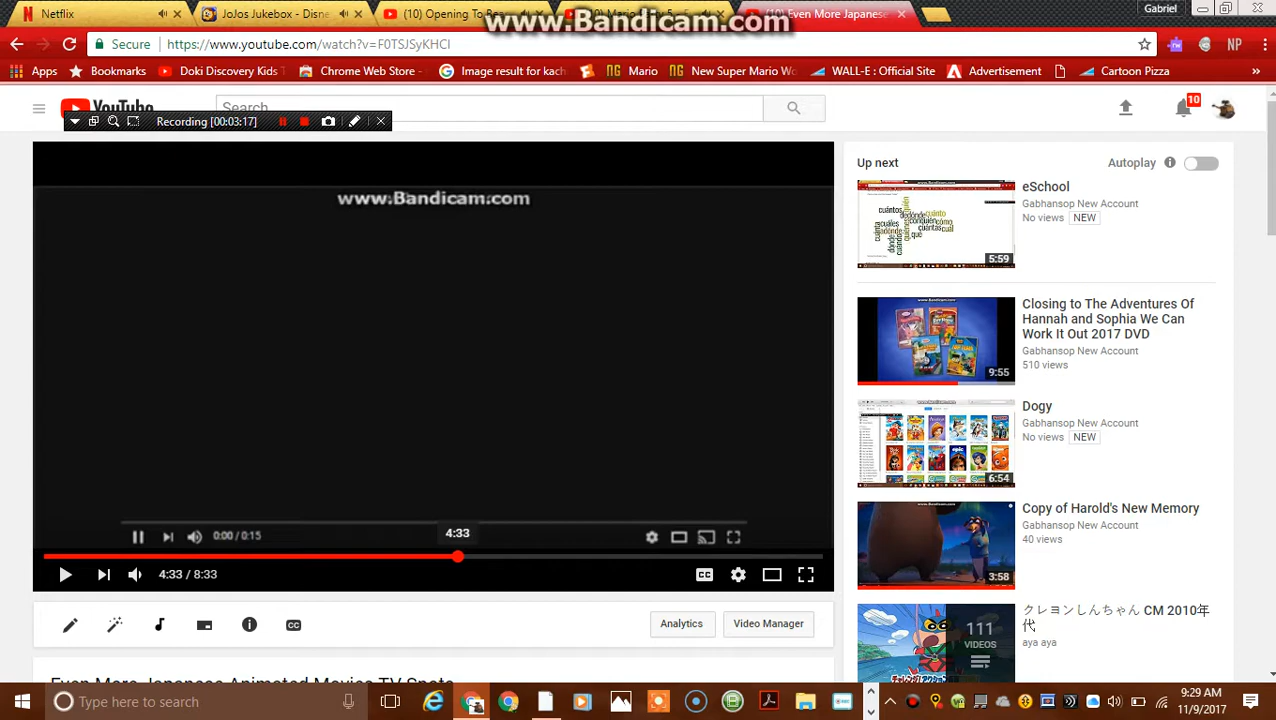 Netflix
JoJos Jukebox - Disne
(10) Opening To
(10) Even More Japanese
Gabriel
www.Bandicam.com
Secure
https://www.youtube.com/watch?v=F0TSJSyKHCI
NP
Apps
Bookmarks
Doki Discovery Kids
Chrome Web Store -
Image result for kach
Mario
New Super Mario Wo
WALL-E : Official Site
Advertisement
Cartoon Pizza
»
YouTube
Search
10
Recording [00:03:17]
www.Bandicam.com
4:33
0:00 / 0:15
4:33 / 8:33
CC
CC
Analytics
Video Manager
Up next
Autoplay
eSchool
Gabhansop New Account
No views NEW
5:59
Closing to The Adventures Of
Hannah and Sophia We Can
Work It Out 2017 DVD
Gabhansop New Account
510 views
9:55
Dogy
Gabhansop New Account
No views NEW
6:54
Copy of Harold's New Memory
Gabhansop New Account
40 views
3:58
クレヨンしんちゃん CM 2010年
代
aya aya
111
VIDEOS
Type here to search
9:29 AM
11/9/2017